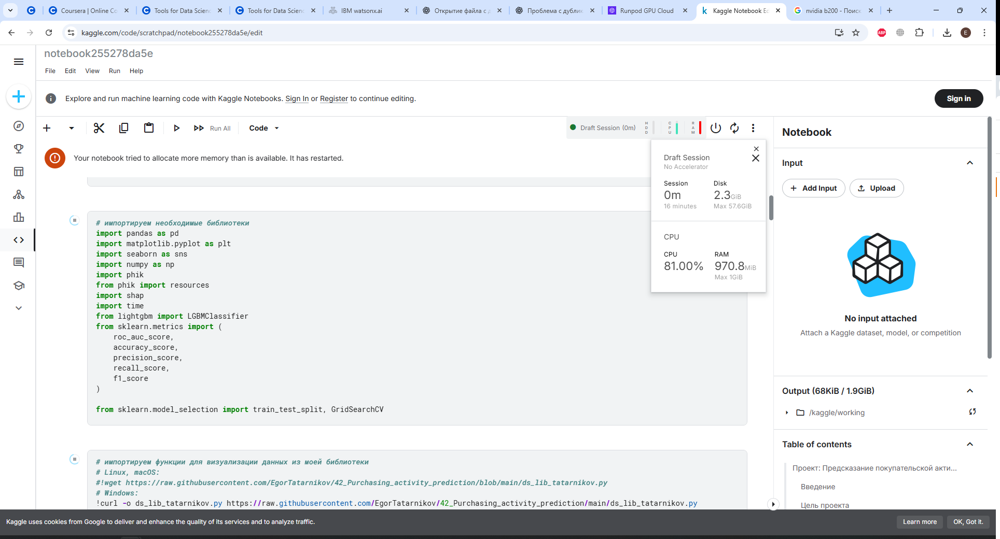 Coursera | Online Co
Tools for Data Scienc
Tools for Data Scienc
IBM watsonx.ai
Открытие файла с д
Проблема с дублик
Runpod GPU Cloud
Kaggle Notebook Ed
nvidia b200 - Поиск
kaggle.com/code/scratchpad/notebook255278da5e/edit
ABP
E
notebook255278da5e
File Edit View Run Help
Explore and run machine learning code with Kaggle Notebooks. Sign In or Register to continue editing.
Sign in
Run All
Code
Draft Session (0m)
HDD
CPU
RAM
Your notebook tried to allocate more memory than is available. It has restarted.
Draft Session
No Accelerator
Session Disk
0m 2.3GiB
16 minutes Max 57.6GiB
CPU
CPU RAM
81.00% 970.8MiB
Max 1GiB
# импортируем необходимые библиотеки
import pandas as pd
import matplotlib.pyplot as plt
import seaborn as sns
import numpy as np
import phik
from phik import resources
import shap
import time
from lightgbm import LGBMClassifier
from sklearn.metrics import (
    roc_auc_score,
    accuracy_score,
    precision_score,
    recall_score,
    f1_score
)
from sklearn.model_selection import train_test_split, GridSearchCV
# импортируем функции для визуализации данных из моей библиотеки
# Linux, macOS:
#!wget https://raw.githubusercontent.com/EgorTatarnikov/42_Purchasing_activity_prediction/blob/main/ds_lib_tatarnikov.py
# Windows:
!curl -o ds_lib_tatarnikov.py https://raw.githubusercontent.com/EgorTatarnikov/42_Purchasing_activity_prediction/main/ds_lib_tatarnikov.py
Notebook
Input
Add Input
Upload
No input attached
Attach a Kaggle dataset, model, or competition
Output (68KiB / 1.9GiB)
/kaggle/working
Table of contents
Проект: Предсказание покупательской акти...
Введение
Цель проекта
Kaggle uses cookies from Google to deliver and enhance the quality of its services and to analyze traffic.
Learn more
OK, Got it.